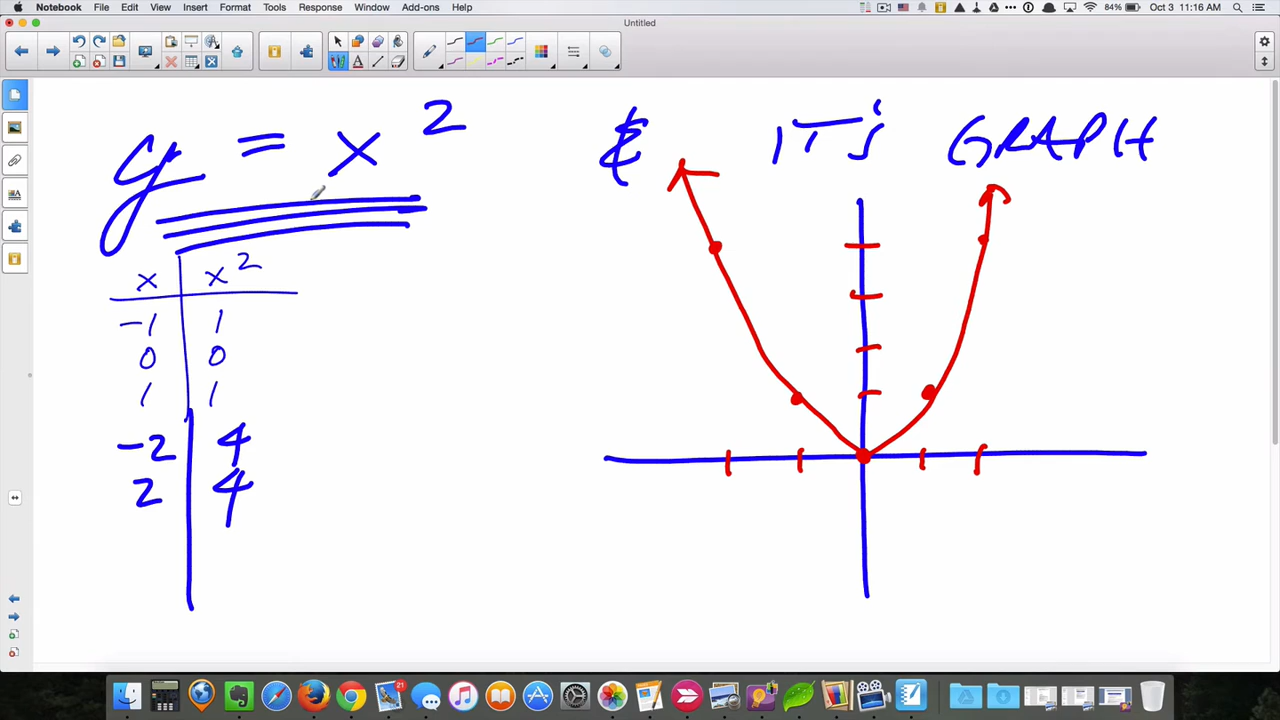 Notebook File Edit View Insert Format Tools Response Window Add-ons Help 84% Oct 3 11:16 AM
Untitled
y = x² & IT'S GRAPH
x x²
-1 1
0 0
1 1
-2 4
2 4
21